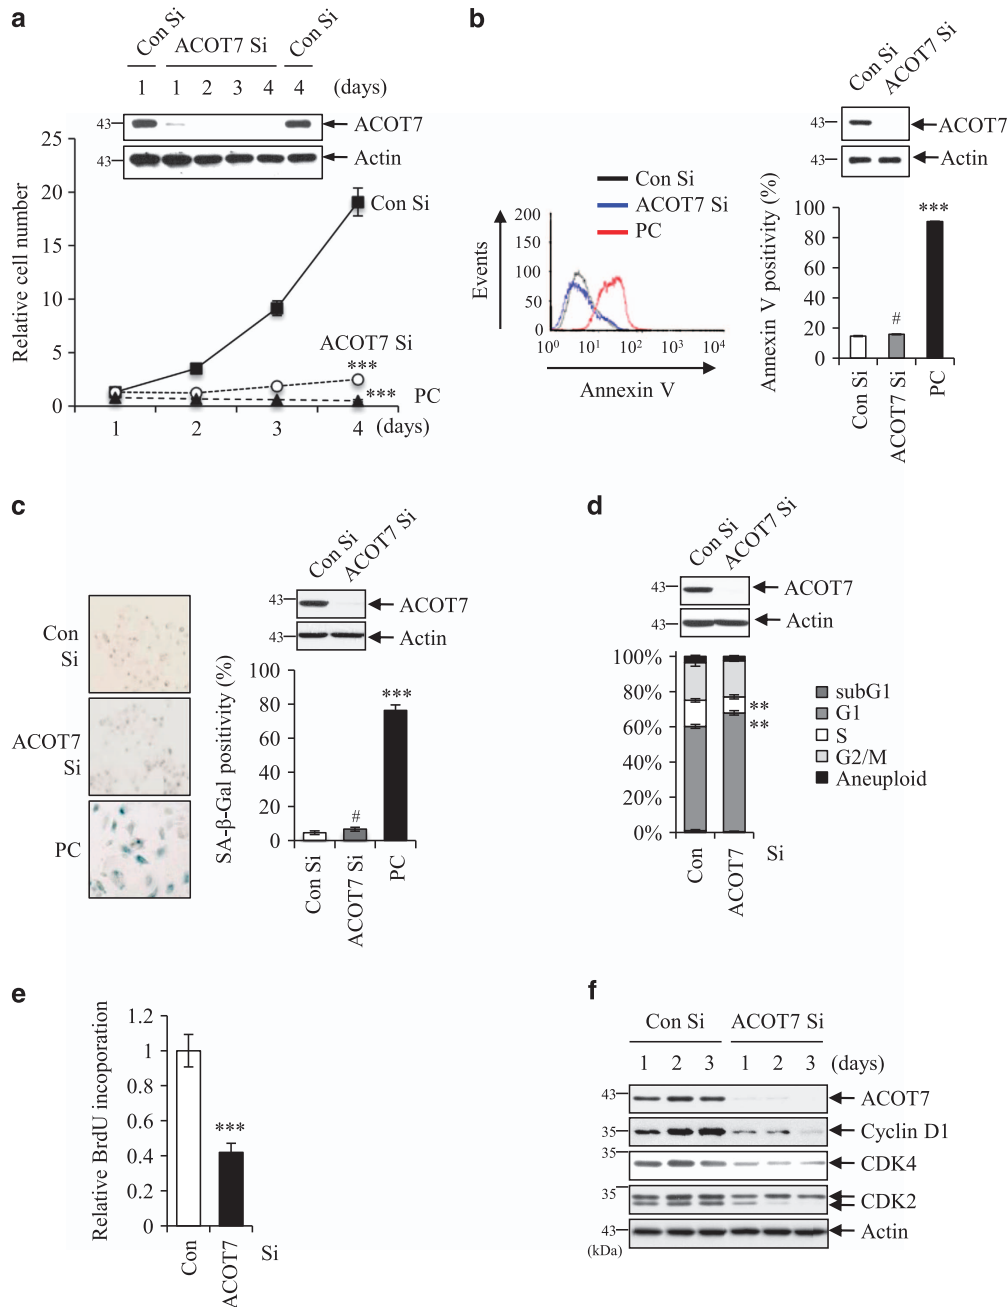 a
Con Si
ACOT7 Si
Con Si
1 1 2 3 4 4 (days)
43
ACOT7
43
Actin
25
20
15
10
5
0
Relative cell number
Con Si
ACOT7 Si
***
***
PC
1 2 3 4 (days)
b
Con Si
ACOT7 Si
PC
200
150
100
50
0
Events
10⁰ 10¹ 10² 10³ 10⁴
Annexin V
Con Si
ACOT7 Si
43
ACOT7
43
Actin
Annexin V positivity (%)
100
80
60
40
20
0
#
***
Con Si
ACOT7 Si
PC
c
Con
Si
ACOT7
Si
PC
Con Si
ACOT7 Si
43
ACOT7
43
Actin
SA-β-Gal positivity (%)
100
80
60
40
20
0
#
***
Con Si
ACOT7 Si
PC
d
Con Si
ACOT7 Si
43
ACOT7
43
Actin
100%
80%
60%
40%
20%
0%
**
**
subG1
G1
S
G2/M
Aneuploid
Con
ACOT7
Si
e
Relative BrdU incoporation
1.2
1
0.8
0.6
0.4
0.2
0
***
Con
ACOT7
Si
f
Con Si ACOT7 Si
1 2 3 1 2 3 (days)
43
ACOT7
35
Cyclin D1
35
CDK4
35
CDK2
43
Actin
(kDa)